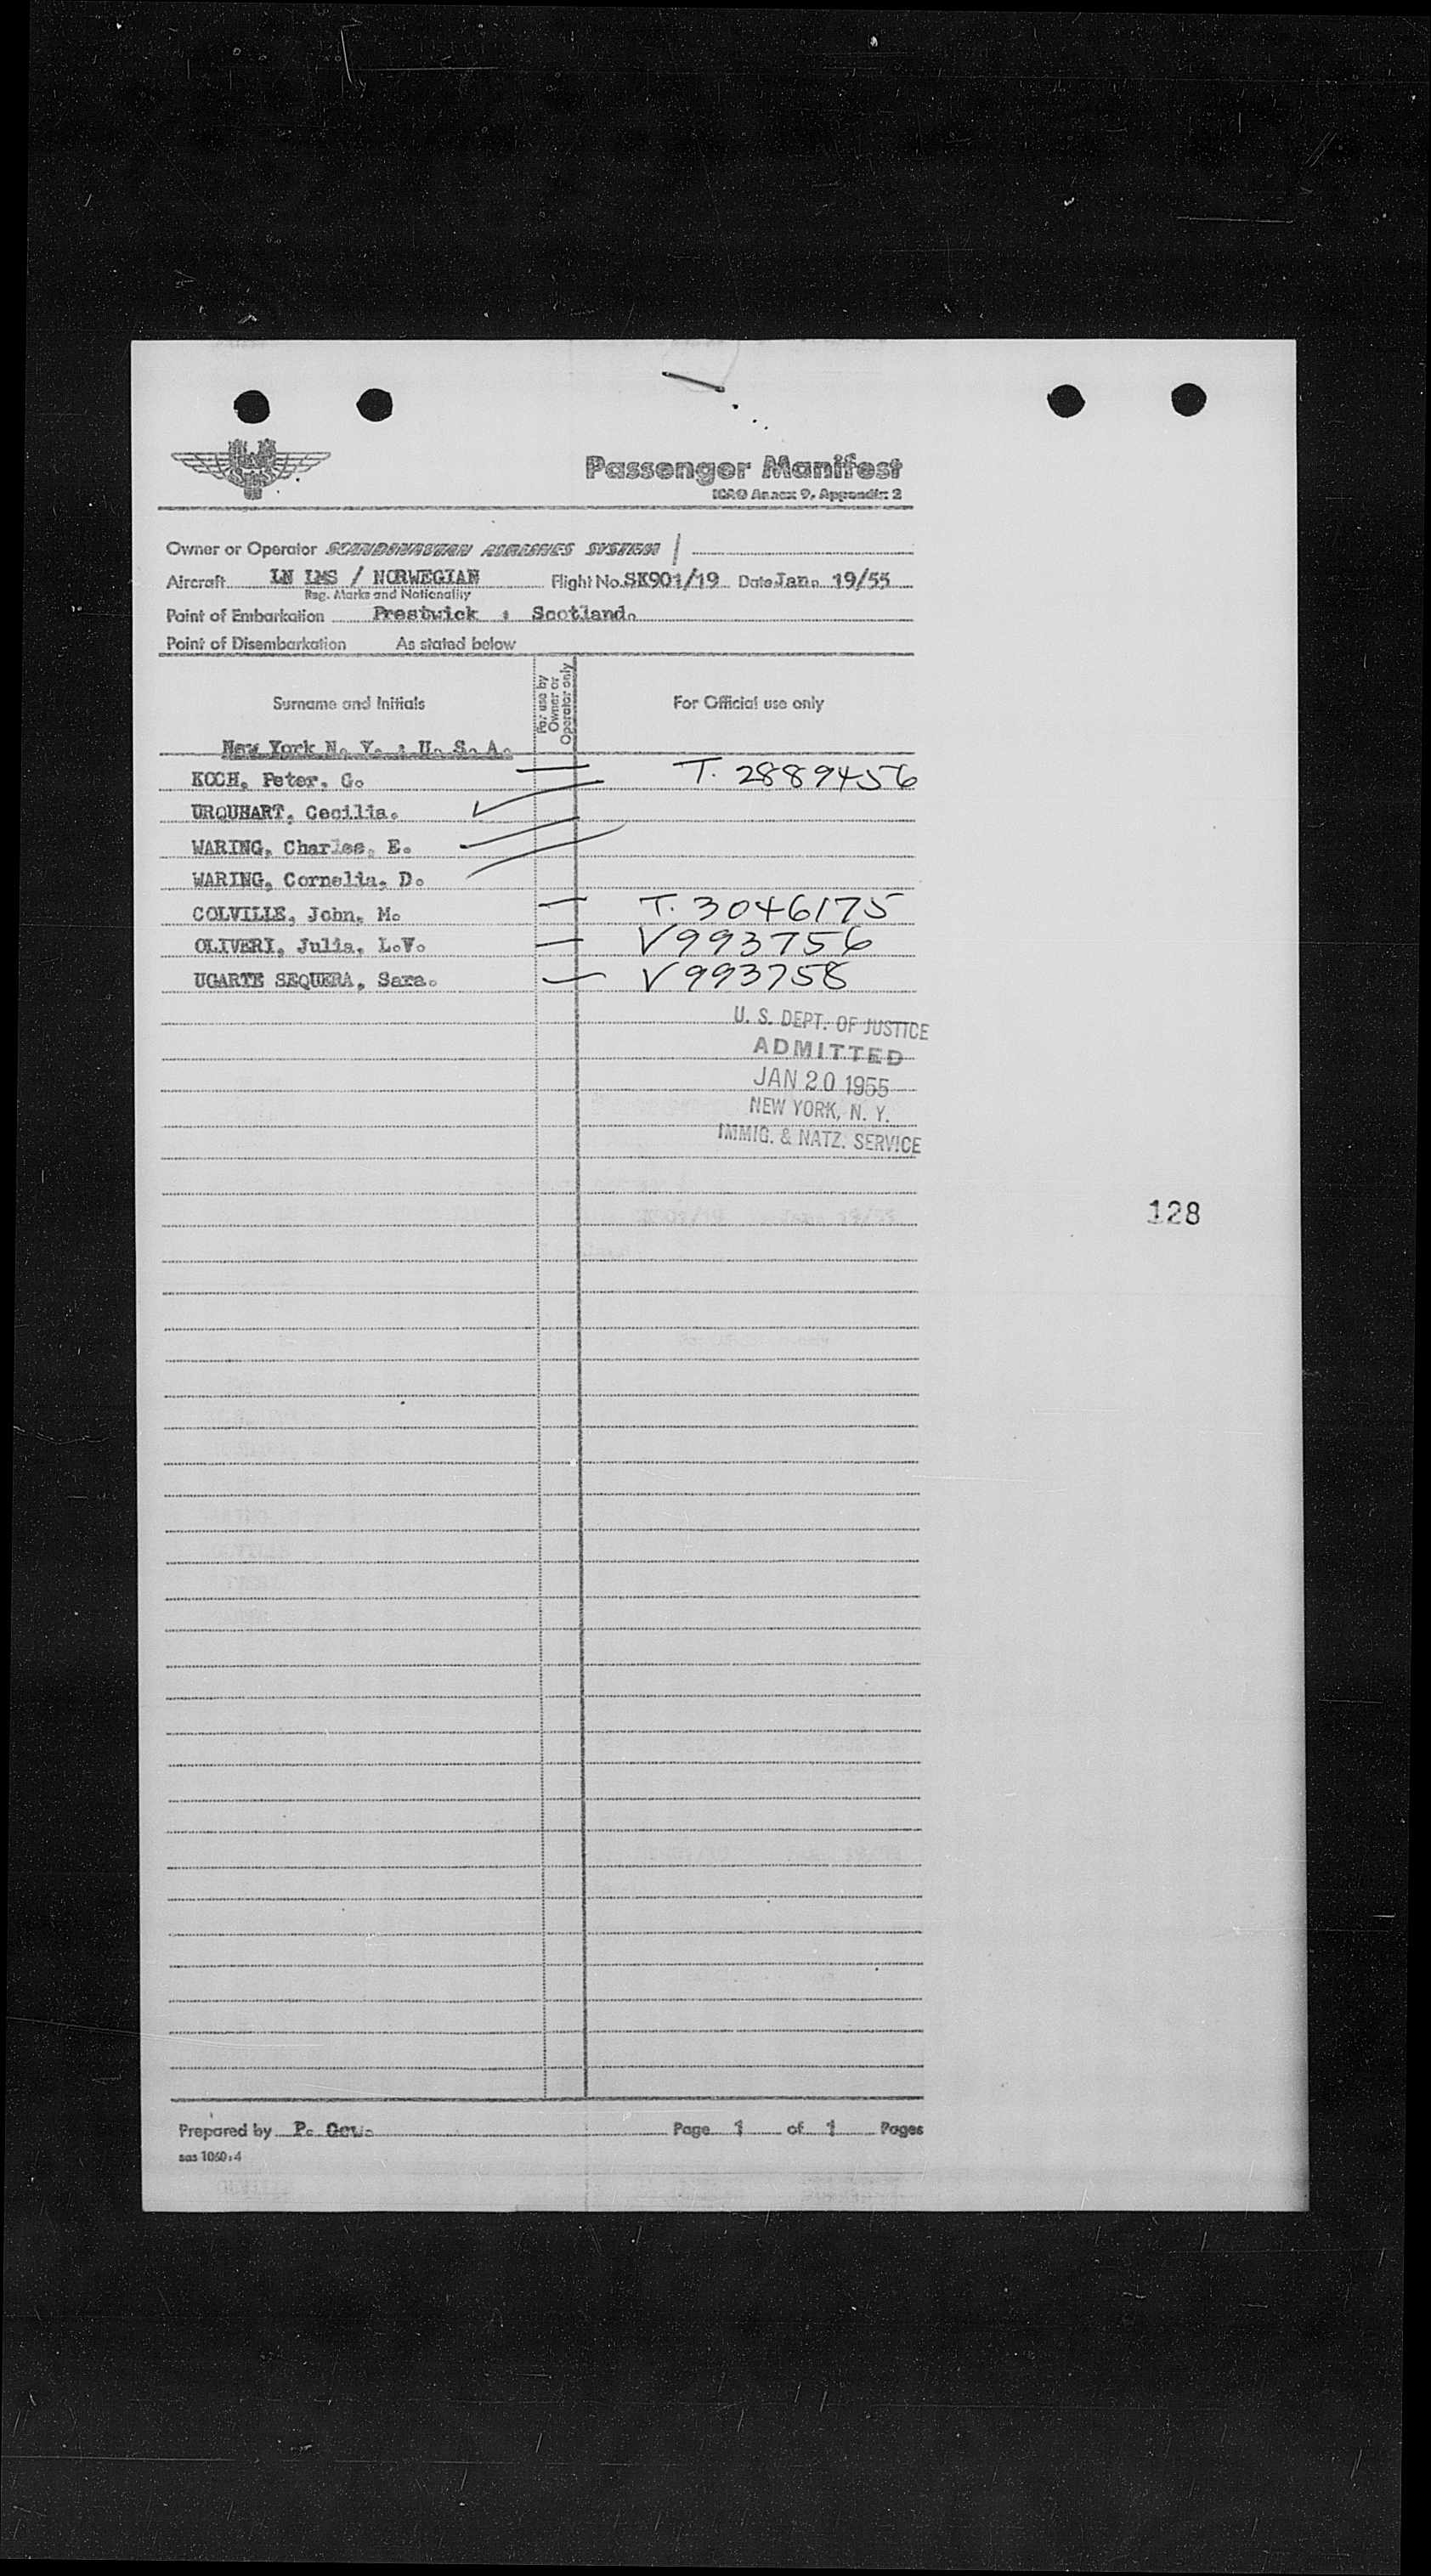 Passenger Manifest
ICAO Annex 9, Appendix 2
Owner or Operator SCANDINAVIAN AIRLINES SYSTEM /
Aircraft LN LMS / NORWEGIAN Flight No. SK901/19 Date Jan. 19/55
Reg. Marks and Nationality
Point of Embarkation Prestwick : Scotland.
Point of Disembarkation As stated below
Surname and Initials
For use by Owner or Operator only
For Official use only
New York N. Y. : U. S. A.
KOCH, Peter, G. T. 2889456
URQUHART, Cecilia.
WARING, Charles, E.
WARING, Cornelia, D.
COLVILLE, John, M. T. 3046175
OLIVERI, Julia, L.V. V993756
UGARTE SEQUERA, Sara. V993758
U. S. DEPT. OF JUSTICE
ADMITTED
JAN 20 1955
NEW YORK, N. Y.
IMMIG. & NATZ. SERVICE
128
Prepared by P.
Page 1 of 1 Pages
sas 1060:4